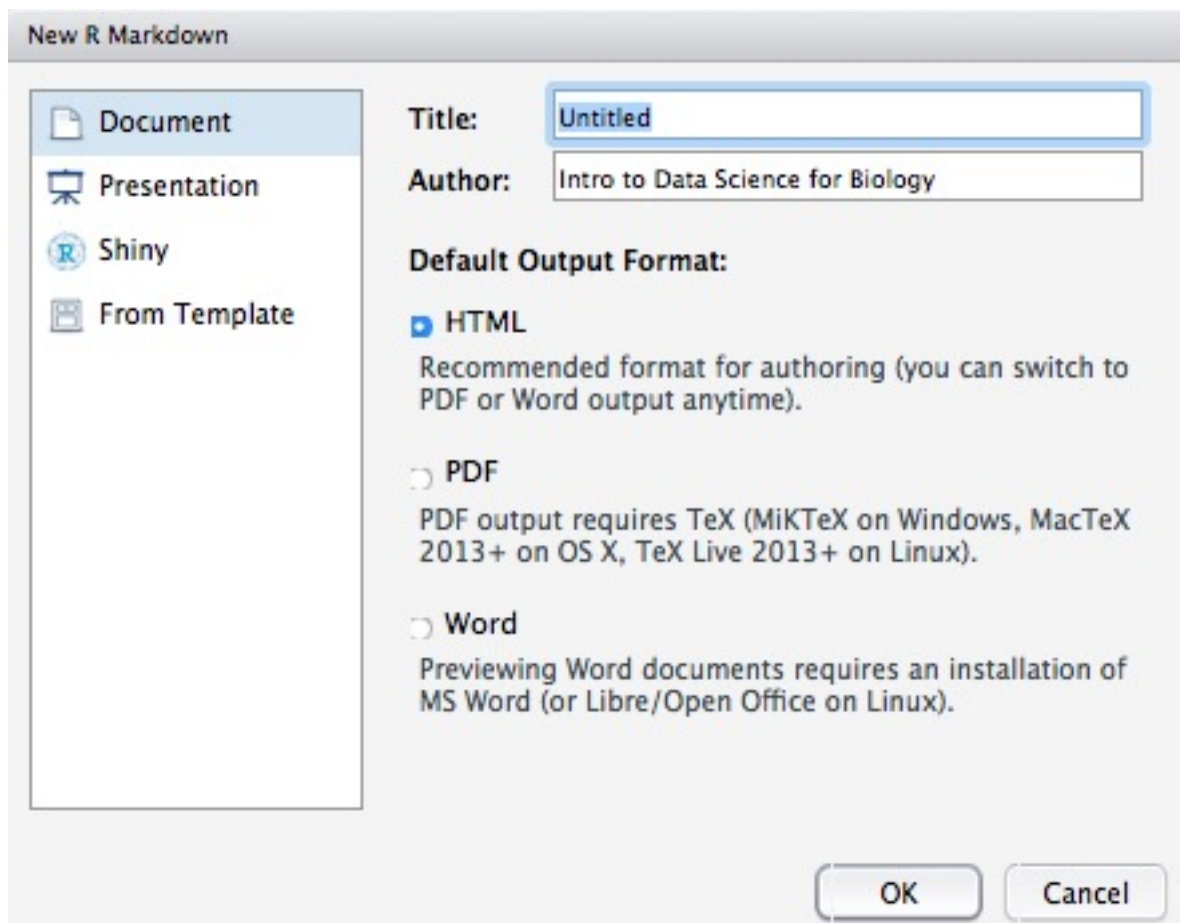 New R Markdown
Document
Presentation
Shiny
From Template
Title:
Untitled
Author:
Intro to Data Science for Biology
Default Output Format:
HTML
Recommended format for authoring (you can switch to
PDF or Word output anytime).
PDF
PDF output requires TeX (MiKTeX on Windows, MacTeX
2013+ on OS X, TeX Live 2013+ on Linux).
Word
Previewing Word documents requires an installation of
MS Word (or Libre/Open Office on Linux).
OK
Cancel